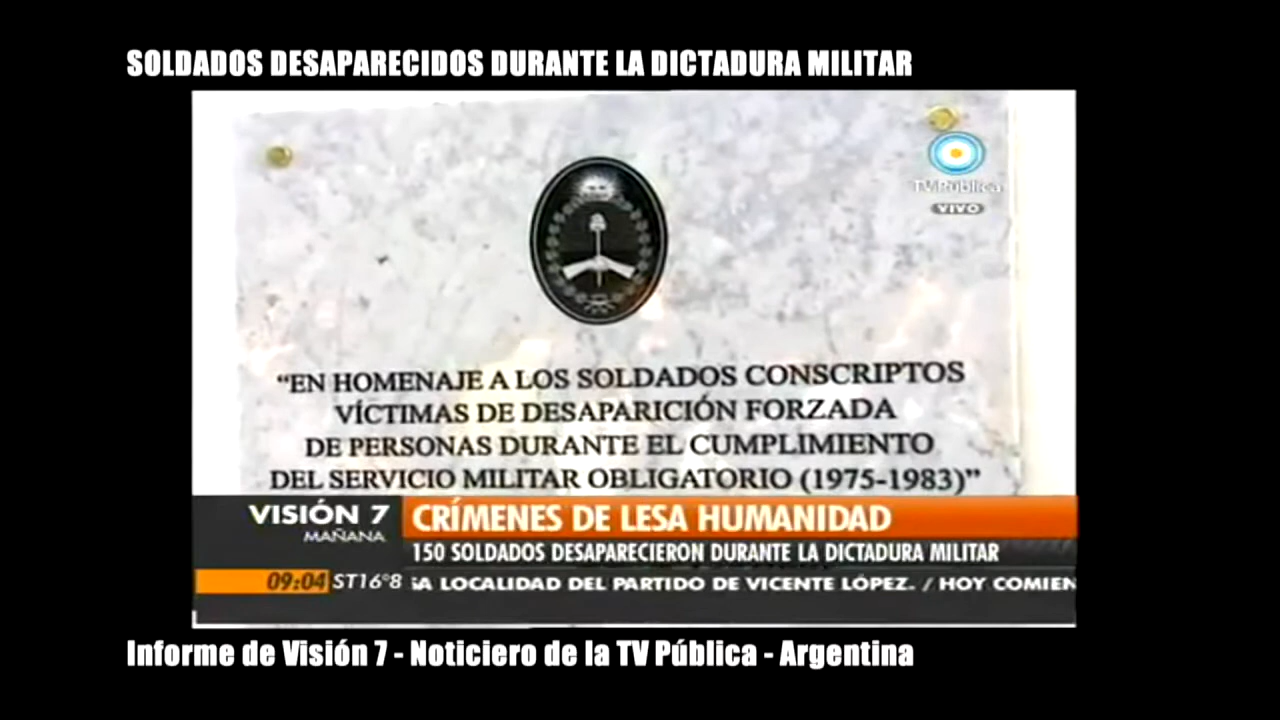 SOLDADOS DESAPARECIDOS DURANTE LA DICTADURA MILITAR
TV Pública
VIVO
“EN HOMENAJE A LOS SOLDADOS CONSCRIPTOS
VÍCTIMAS DE DESAPARICIÓN FORZADA
DE PERSONAS DURANTE EL CUMPLIMIENTO
DEL SERVICIO MILITAR OBLIGATORIO (1975-1983)”
VISIÓN 7
MAÑANA
CRÍMENES DE LESA HUMANIDAD
150 SOLDADOS DESAPARECIERON DURANTE LA DICTADURA MILITAR
09:04 ST16°8 LOCALIDAD DEL PARTIDO DE VICENTE LÓPEZ. / HOY COMIEN
Informe de Visión 7 - Noticiero de la TV Pública - Argentina